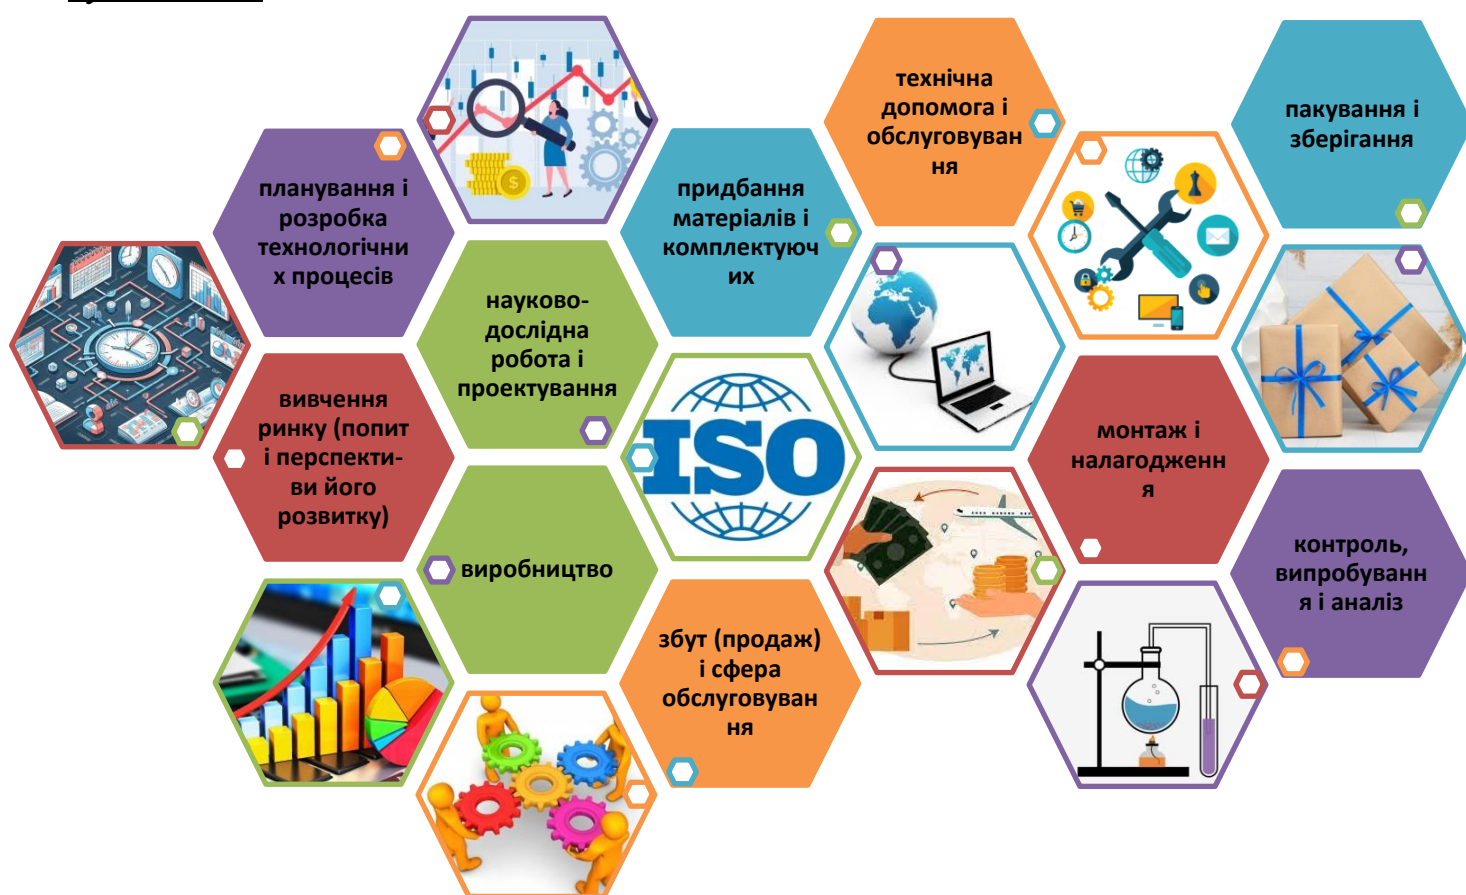 планування і
розробка
технологічни
х процесів
вивчення
ринку (попит
і перспекти-
ви його
розвитку)
науково-
дослідна
робота і
проектування
виробництво
придбання
матеріалів і
комплектуюч
их
ISO
збут (продаж)
і сфера
обслуговуван
ня
технічна
допомога і
обслуговуван
ня
монтаж і
налагодженн
я
пакування і
зберігання
контроль,
випробуванн
я і аналіз